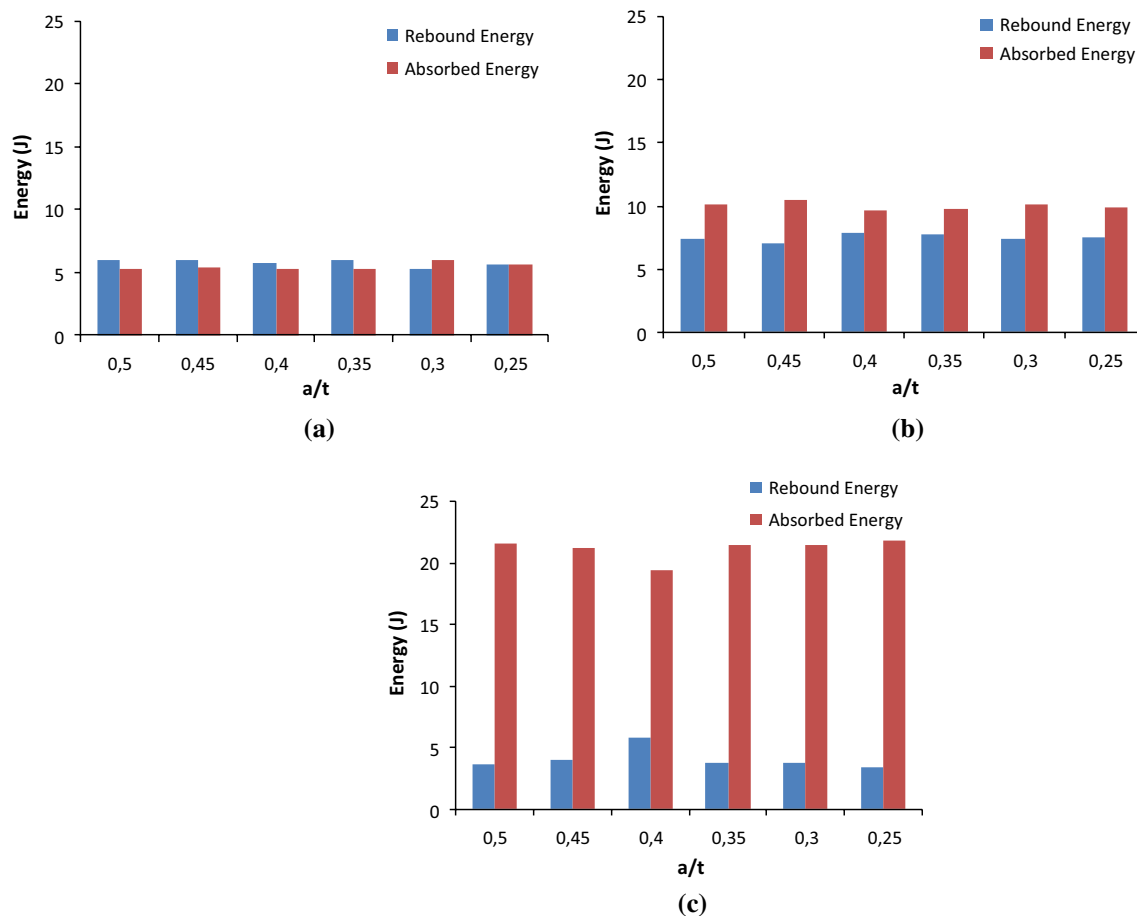 25
20
15
10
5
0
Energy (J)
Rebound Energy
Absorbed Energy
0,5 0,45 0,4 0,35 0,3 0,25
a/t
(a)
25
20
15
10
5
0
Energy (J)
Rebound Energy
Absorbed Energy
0,5 0,45 0,4 0,35 0,3 0,25
a/t
(b)
25
20
15
10
5
0
Energy (J)
Rebound Energy
Absorbed Energy
0,5 0,45 0,4 0,35 0,3 0,25
a/t
(c)